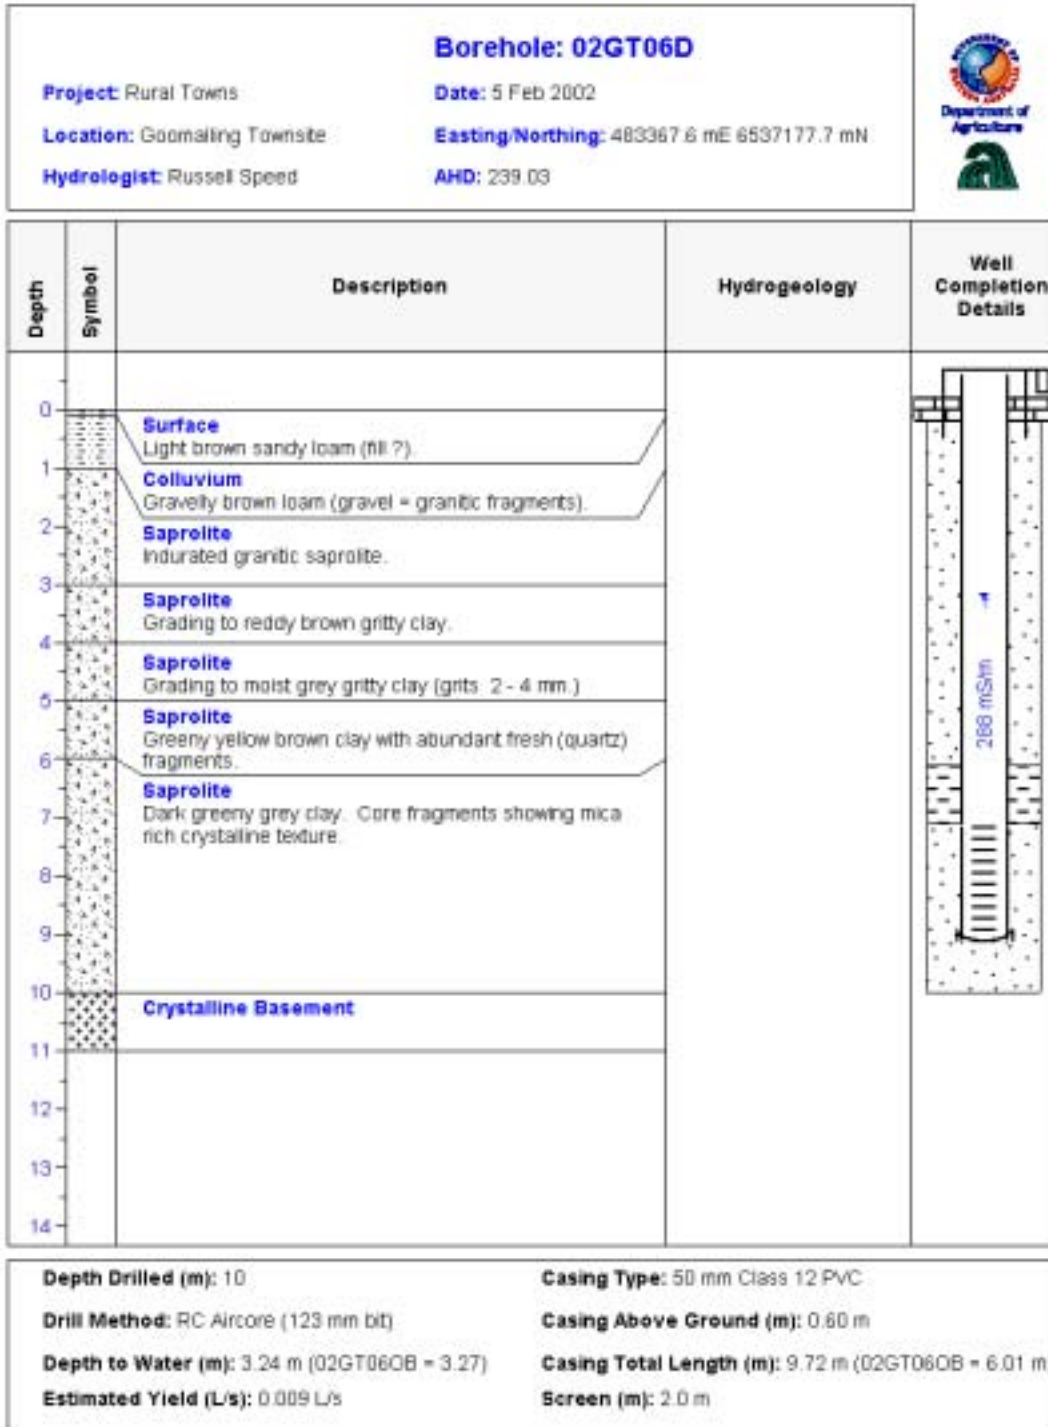 Borehole: 02GT06D
Project: Rural Towns
Date: 5 Feb 2002
Location: Goomalling Townsite
Easting/Northing: 483367.6 mE 6537177.7 mN
Hydrologist: Russell Speed
AHD: 239.03
GOVERNMENT OF WESTERN AUSTRALIA
Department of
Agriculture
Depth
Symbol
Description
Hydrogeology
Well
Completion
Details
0
Surface
Light brown sandy loam (fill ?).
1
Colluvium
Gravelly brown loam (gravel = granitic fragments).
2
Saprolite
Indurated granitic saprolite.
3
Saprolite
Grading to reddy brown gritty clay.
4
Saprolite
Grading to moist grey gritty clay (grits 2 - 4 mm.)
5
Saprolite
Greeny yellow brown clay with abundant fresh (quartz)
fragments.
6
Saprolite
Dark greeny grey clay. Core fragments showing mica
rich crystalline texture.
7
8
9
10
Crystalline Basement
11
12
13
14
288 mS/m
Depth Drilled (m): 10
Casing Type: 50 mm Class 12 PVC
Drill Method: RC Aircore (123 mm bit)
Casing Above Ground (m): 0.60 m
Depth to Water (m): 3.24 m (02GT06OB = 3.27)
Casing Total Length (m): 9.72 m (02GT06OB = 6.01 m
Estimated Yield (L/s): 0.009 L/s
Screen (m): 2.0 m